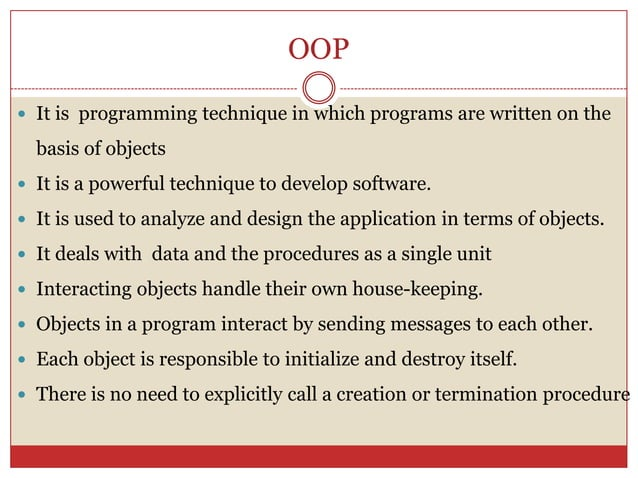 OOP
It is  programming technique in which programs are written on the
basis of objects
It is a powerful technique to develop software.
It is used to analyze and design the application in terms of objects.
It deals with  data and the procedures as a single unit
Interacting objects handle their own house-keeping.
Objects in a program interact by sending messages to each other.
Each object is responsible to initialize and destroy itself.
There is no need to explicitly call a creation or termination procedure